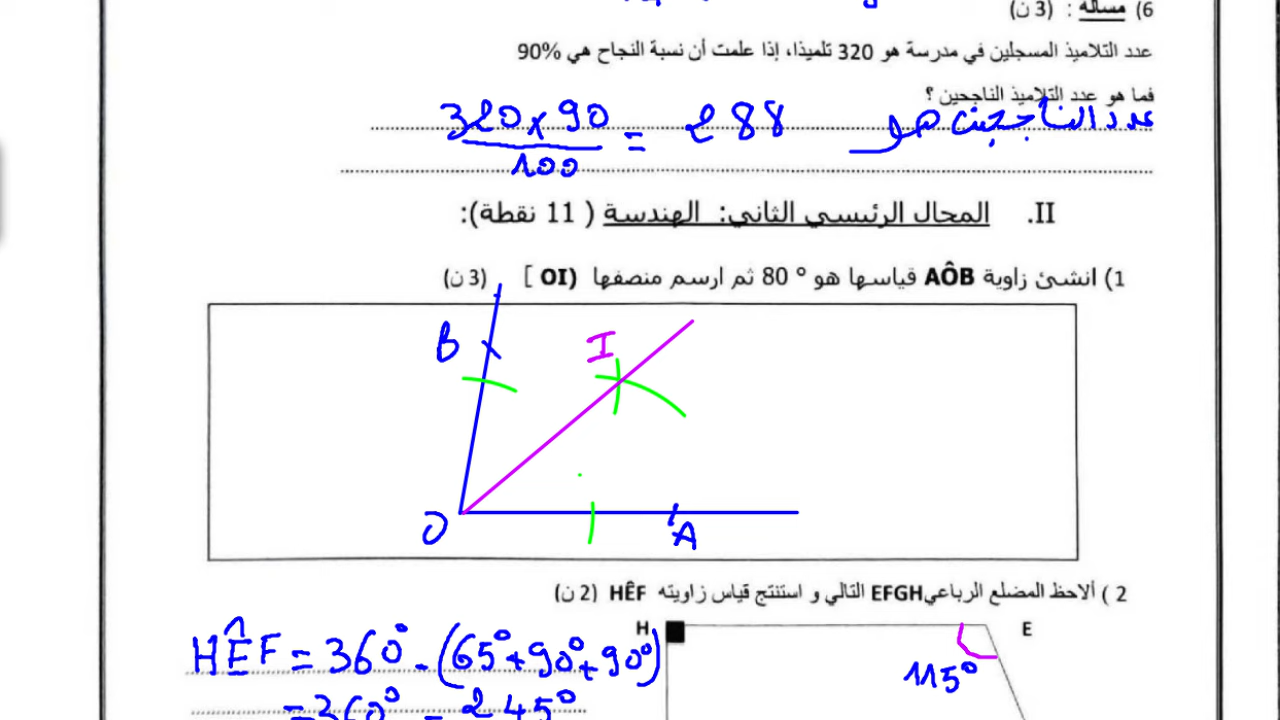 6) مسألة : (3 ن)
عدد التلاميذ المسجلين في مدرسة هو 320 تلميذا، إذا علمت أن نسبة النجاح هي 90%
فما هو عدد التلاميذ الناجحين ؟
عدد الناجحين هو 320 x 90 / 100 = 288
II. المجال الرئيسي الثاني: الهندسة ( 11 نقطة):
1) انشئ زاوية AÔB قياسها هو 80 ° ثم ارسم منصفها [OI) (3 ن)
B
I
O
A
2 ) ألاحظ المضلع الرباعي EFGH التالي و استنتج قياس زاويته HÊF (2 ن)
H
E
HÊF = 360° - (65° + 90° + 90°)
115°
= 360° - 245°